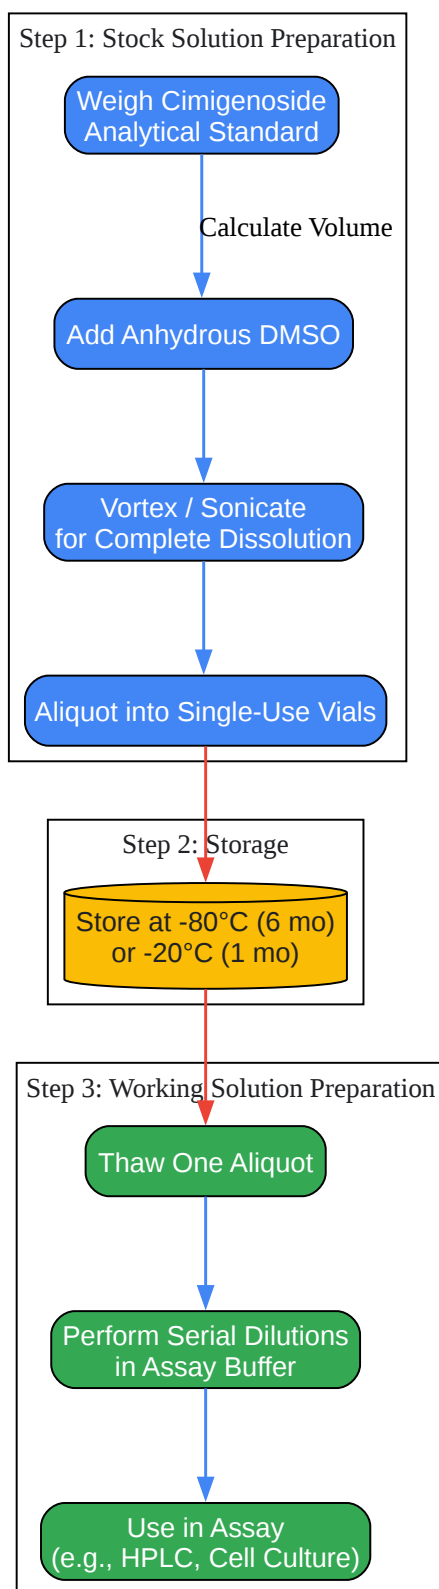 Step 1: Stock Solution Preparation
Weigh Cimigenoside
Analytical Standard
Calculate Volume
Add Anhydrous DMSO
Vortex / Sonicate
for Complete Dissolution
Aliquot into Single-Use Vials
Step 2: Storage
Store at -80°C (6 mo)
or -20°C (1 mo)
Step 3: Working Solution Preparation
Thaw One Aliquot
Perform Serial Dilutions
in Assay Buffer
Use in Assay
(e.g., HPLC, Cell Culture)